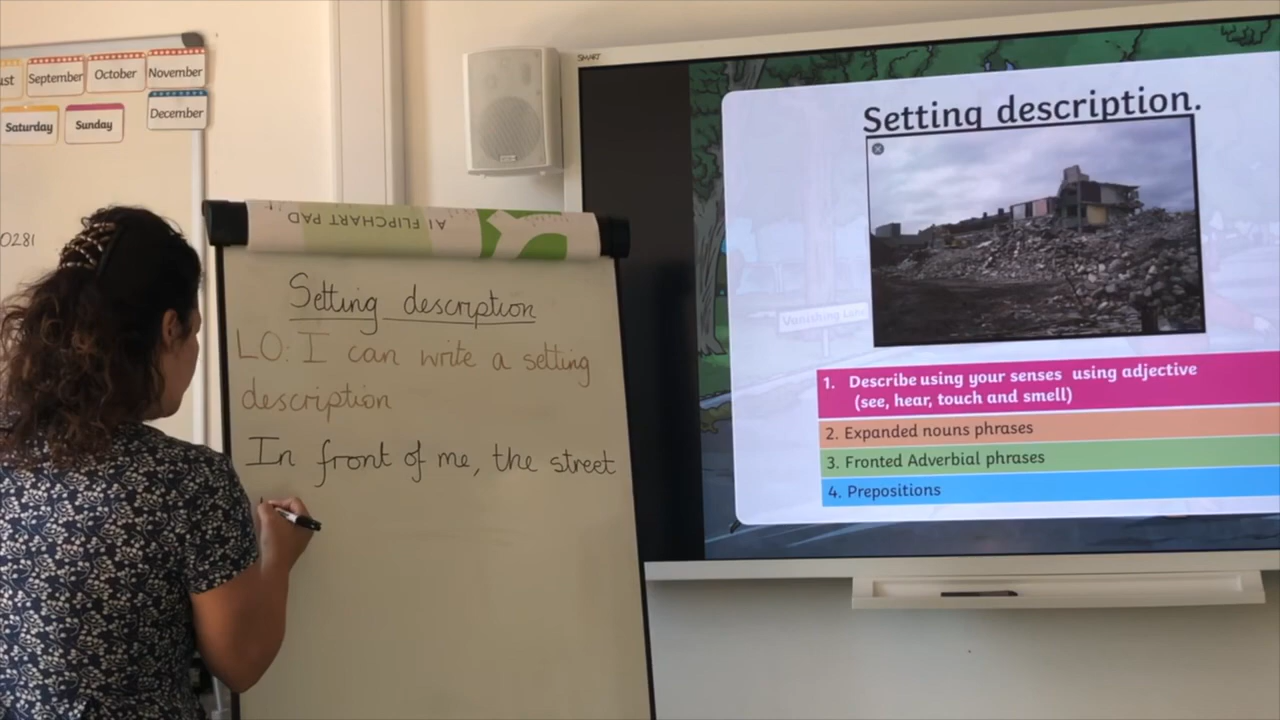 ust
September
October
November
December
Saturday
Sunday
0281
A1 FLIPCHART PAD
Setting description
LO: I can write a setting
description
In front of me, the street
SMART
Setting description.
Vanishing
1. Describe using your senses using adjective
(see, hear, touch and smell)
2. Expanded nouns phrases
3. Fronted Adverbial phrases
4. Prepositions